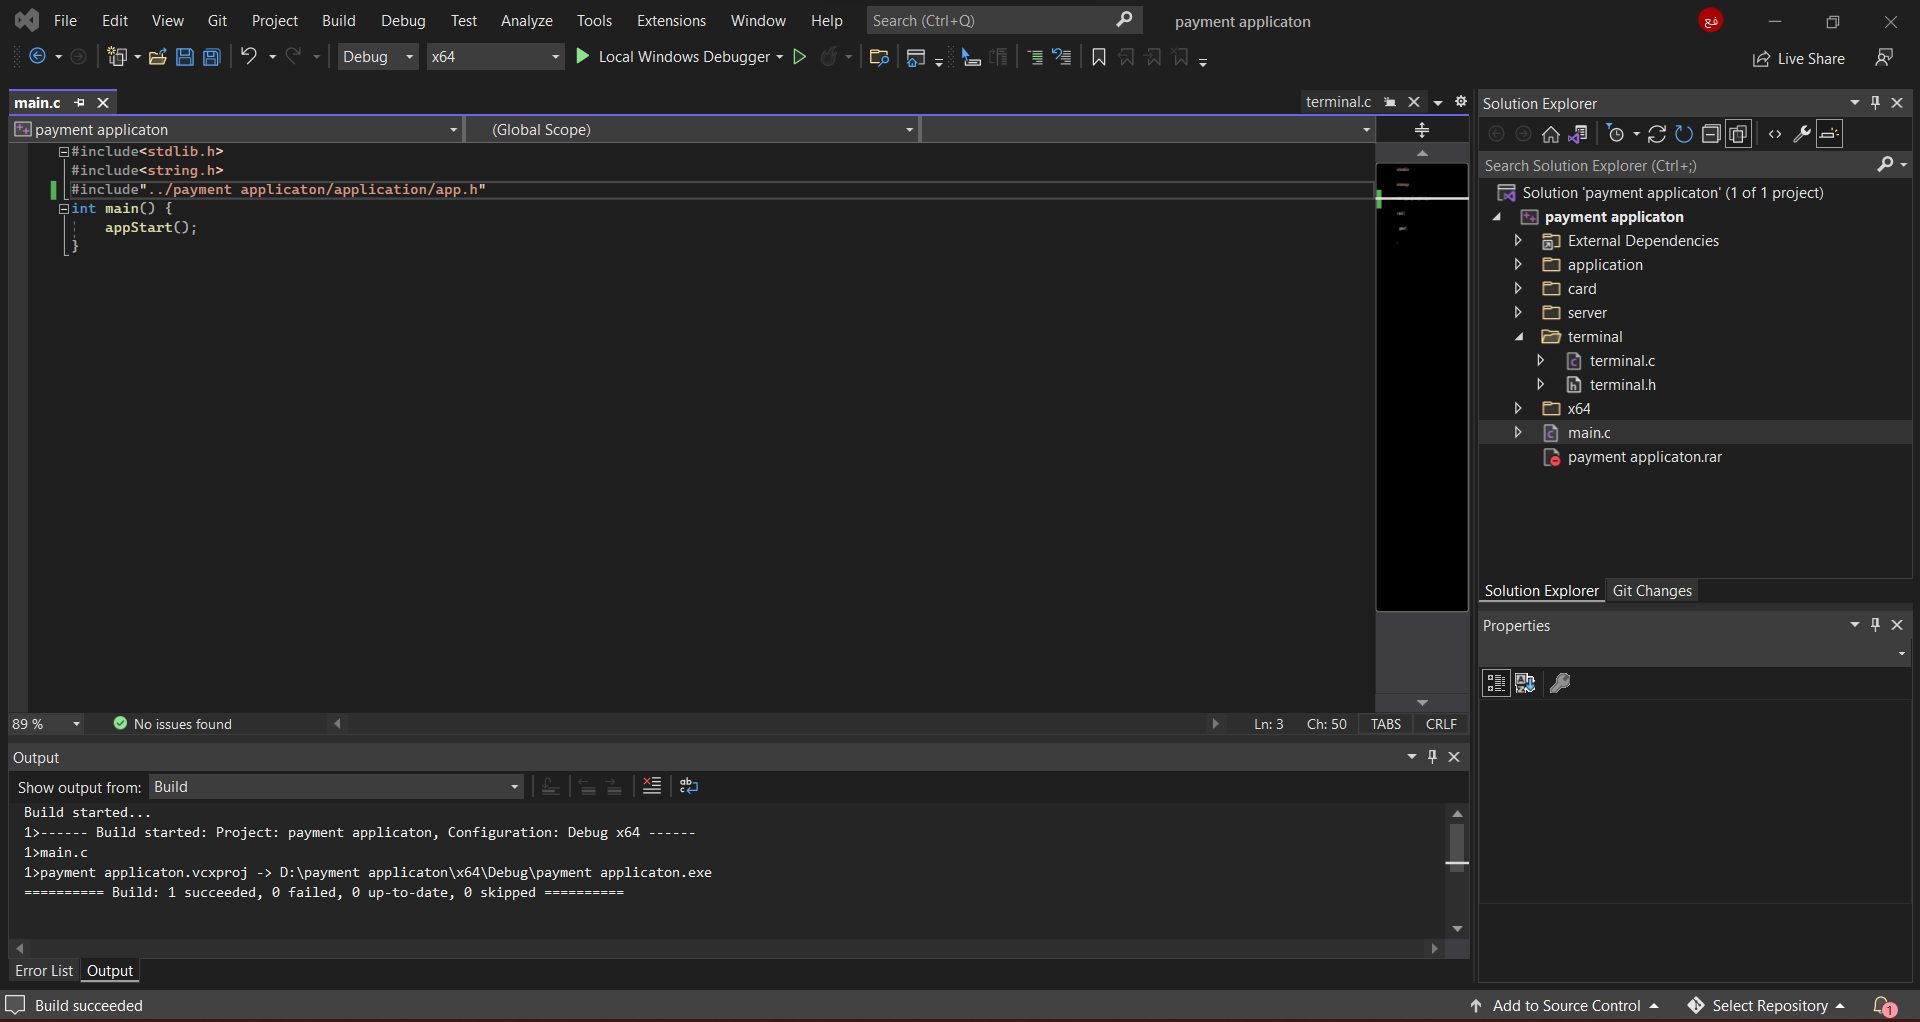 File Edit View Git Project Build Debug Test Analyze Tools Extensions Window Help Search (Ctrl+Q) payment applicaton فع
Debug x64 Local Windows Debugger Live Share
main.c terminal.c
payment applicaton (Global Scope)
#include<stdlib.h>
#include<string.h>
#include"../payment applicaton/application/app.h"
int main() {
appStart();
}
89 % No issues found Ln: 3 Ch: 50 TABS CRLF
Output
Show output from: Build
Build started...
1>------ Build started: Project: payment applicaton, Configuration: Debug x64 ------
1>main.c
1>payment applicaton.vcxproj -> D:\payment applicaton\x64\Debug\payment applicaton.exe
========== Build: 1 succeeded, 0 failed, 0 up-to-date, 0 skipped ==========
Error List Output
Solution Explorer
Search Solution Explorer (Ctrl+;)
Solution 'payment applicaton' (1 of 1 project)
payment applicaton
External Dependencies
application
card
server
terminal
terminal.c
terminal.h
x64
main.c
payment applicaton.rar
Solution Explorer Git Changes
Properties
Build succeeded Add to Source Control Select Repository 1